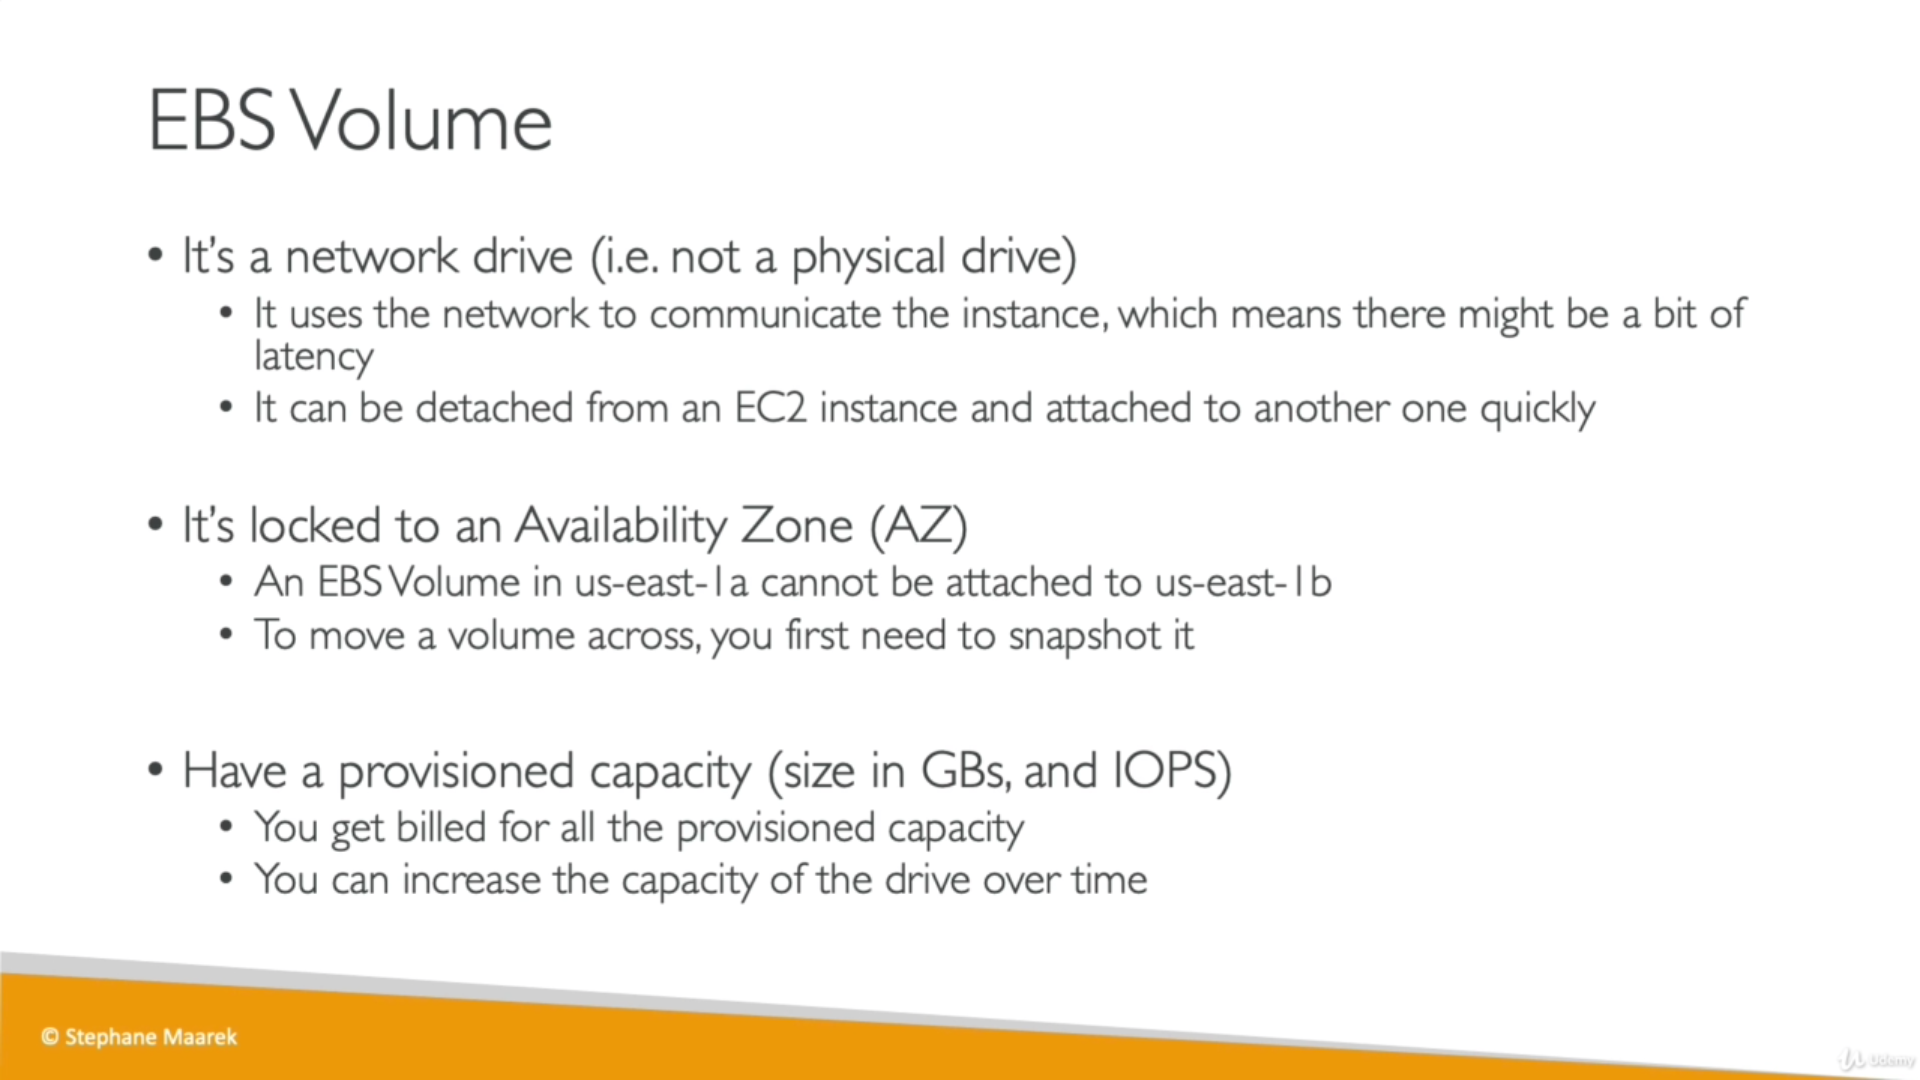 EBS Volume
• It's a network drive (i.e. not a physical drive)
• It uses the network to communicate the instance, which means there might be a bit of
latency
• It can be detached from an EC2 instance and attached to another one quickly
• It's locked to an Availability Zone (AZ)
• An EBS Volume in us-east-1a cannot be attached to us-east-1b
• To move a volume across, you first need to snapshot it
• Have a provisioned capacity (size in GBs, and IOPS)
• You get billed for all the provisioned capacity
• You can increase the capacity of the drive over time
© Stephane Maarek
Udemy